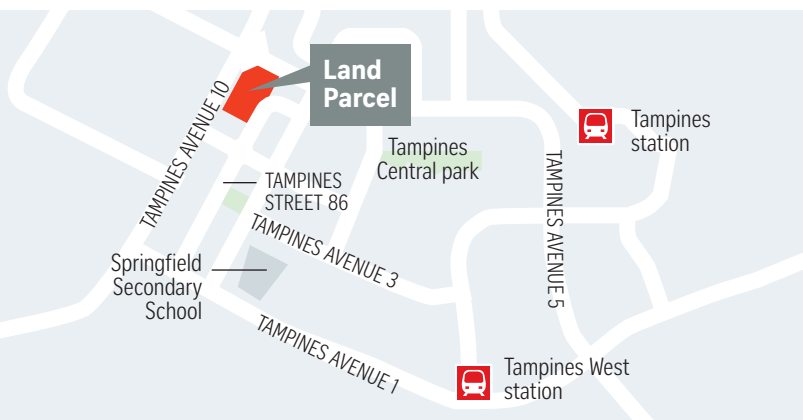 Land
Parcel
TAMPINES AVENUE 10
Tampines
station
Tampines
Central park
TAMPINES
STREET 86
TAMPINES AVENUE 5
TAMPINES AVENUE 3
Springfield
Secondary
School
TAMPINES AVENUE 1
Tampines West
station